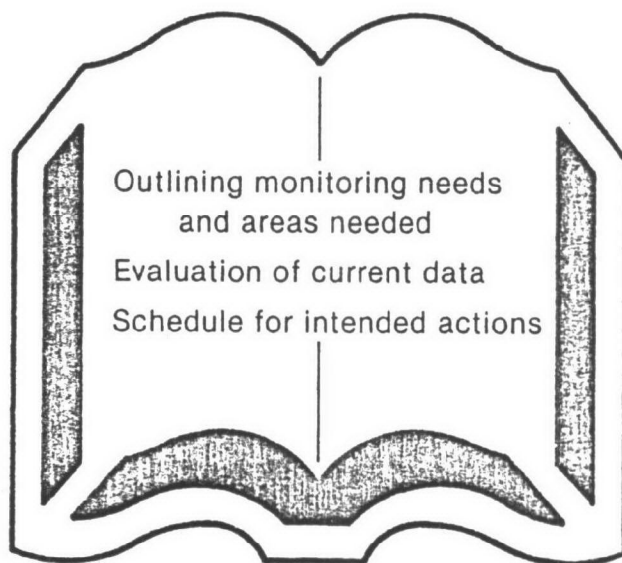 Outlining monitoring needs
and areas needed
Evaluation of current data
Schedule for intended actions